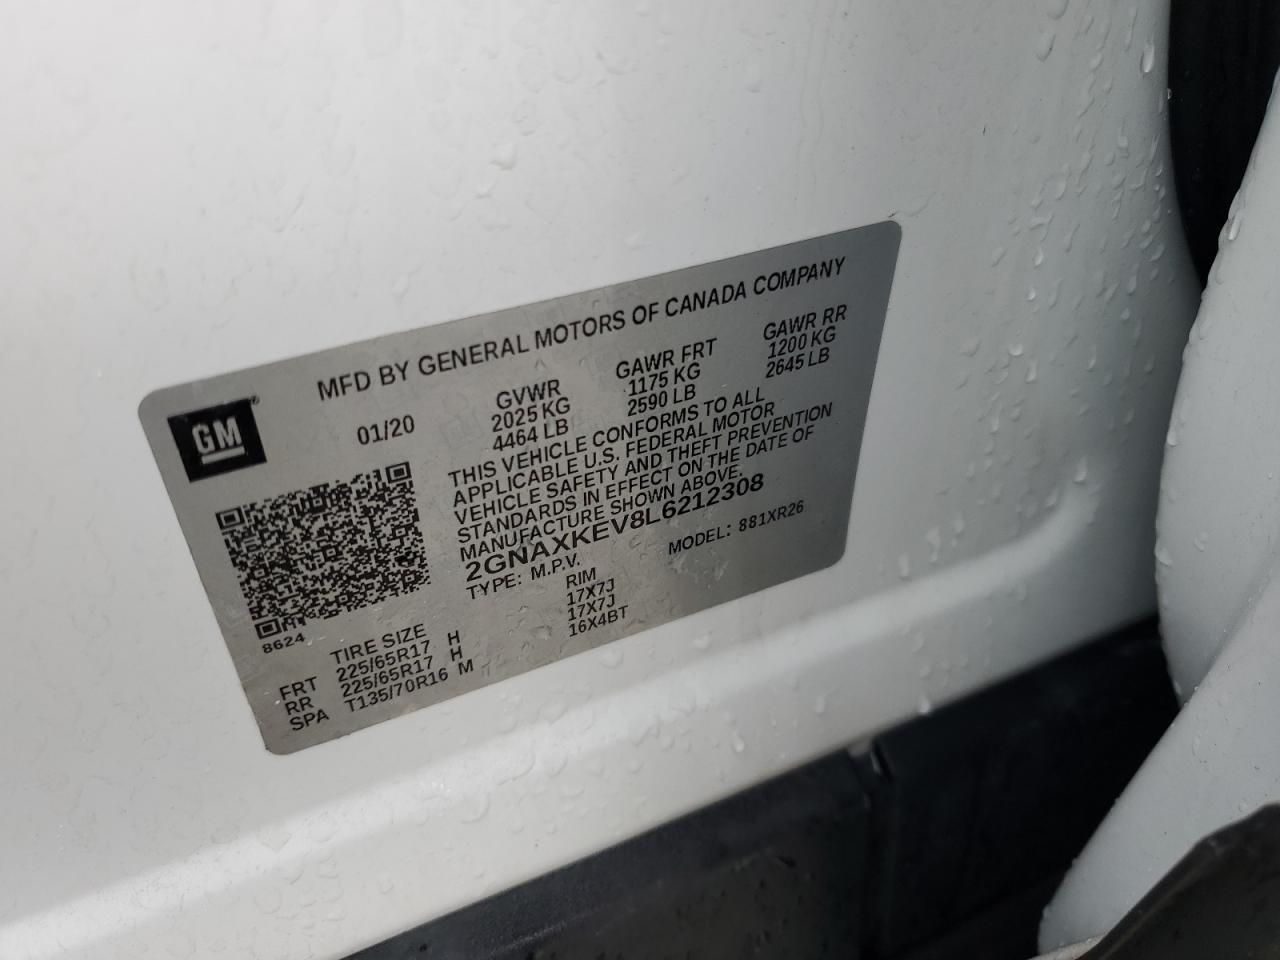 GM®
MFD BY GENERAL MOTORS OF CANADA COMPANY
01/20
GVWR
2025 KG
4464 LB
GAWR FRT
1175 KG
2590 LB
GAWR RR
1200 KG
2645 LB
THIS VEHICLE CONFORMS TO ALL
APPLICABLE U.S. FEDERAL MOTOR
VEHICLE SAFETY AND THEFT PREVENTION
STANDARDS IN EFFECT ON THE DATE OF
MANUFACTURE SHOWN ABOVE.
2GNAXKEV8L6212308
TYPE: M.P.V.
MODEL: 881XR26
8624
TIRE SIZE RIM
FRT 225/65R17 H 17X7J
RR 225/65R17 H 17X7J
SPA T135/70R16 M 16X4BT